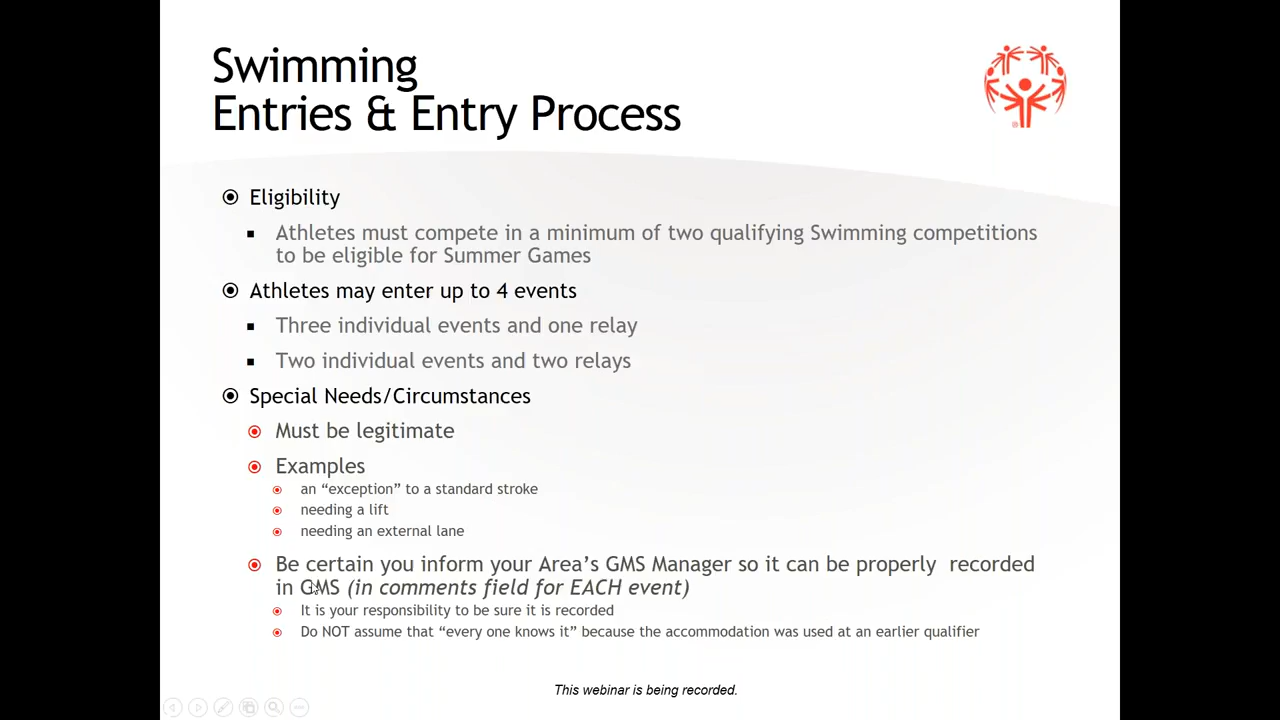 Swimming
Entries & Entry Process
Eligibility
Athletes must compete in a minimum of two qualifying Swimming competitions
to be eligible for Summer Games
Athletes may enter up to 4 events
Three individual events and one relay
Two individual events and two relays
Special Needs/Circumstances
Must be legitimate
Examples
an “exception” to a standard stroke
needing a lift
needing an external lane
Be certain you inform your Area’s GMS Manager so it can be properly  recorded
in GMS (in comments field for EACH event)
It is your responsibility to be sure it is recorded
Do NOT assume that “every one knows it” because the accommodation was used at an earlier qualifier
This webinar is being recorded.